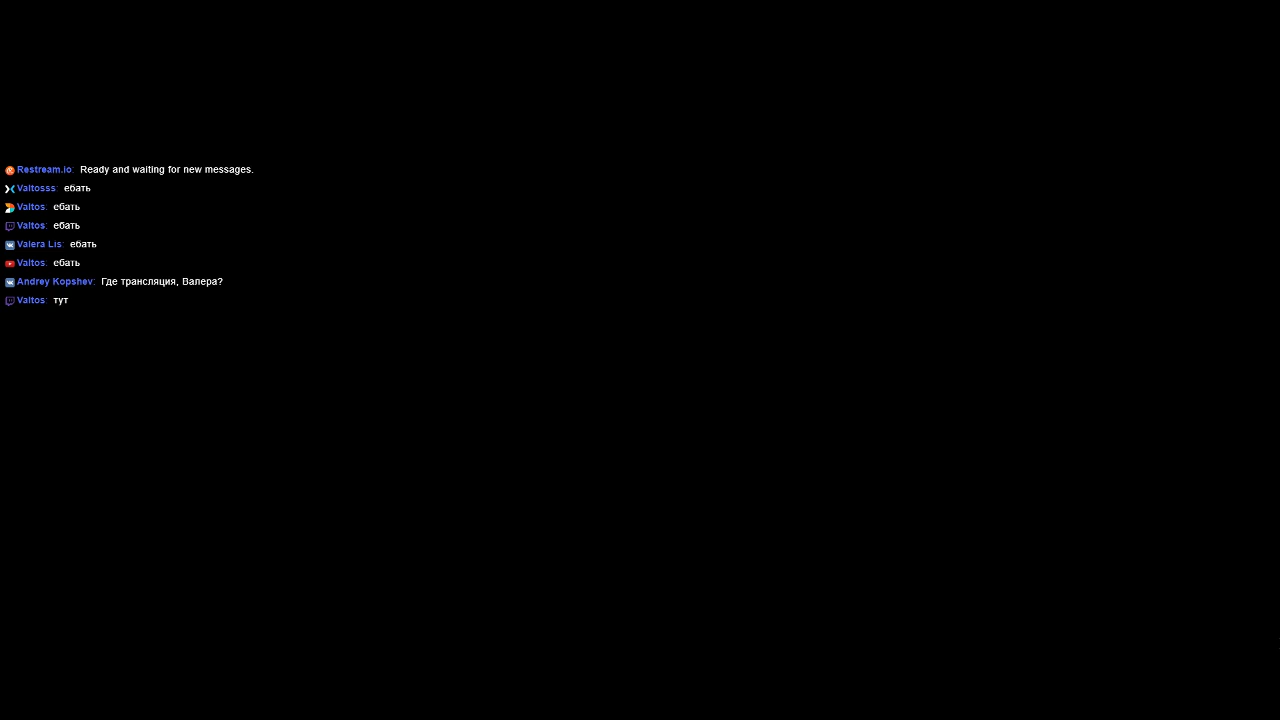 Restream.io: Ready and waiting for new messages.
Valtosss: ебать
Valtos: ебать
Valtos: ебать
Valera Lis: ебать
Valtos: ебать
Andrey Kopshev: Где трансляция, Валера?
Valtos: тут